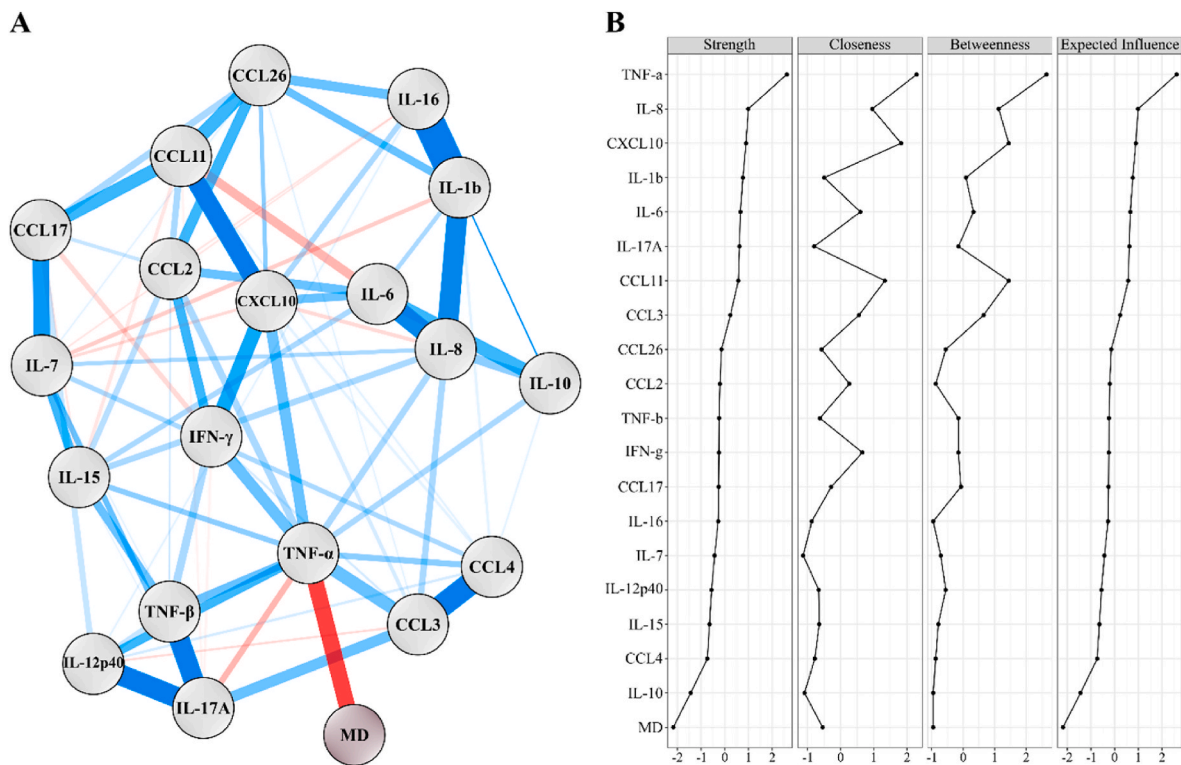 A
CCL26
IL-16
CCL11
IL-1b
CCL17
CCL2
CXCL10
IL-6
IL-8
IL-7
IL-10
IFN-γ
IL-15
TNF-α
CCL4
TNF-β
CCL3
IL-12p40
IL-17A
MD
B
Strength Closeness Betweenness Expected Influence
TNF-a
IL-8
CXCL10
IL-1b
IL-6
IL-17A
CCL11
CCL3
CCL26
CCL2
TNF-b
IFN-g
CCL17
IL-16
IL-7
IL-12p40
IL-15
CCL4
IL-10
MD
-2 -1 0 1 2 -1 0 1 2 -1 0 1 2 -2 -1 0 1 2